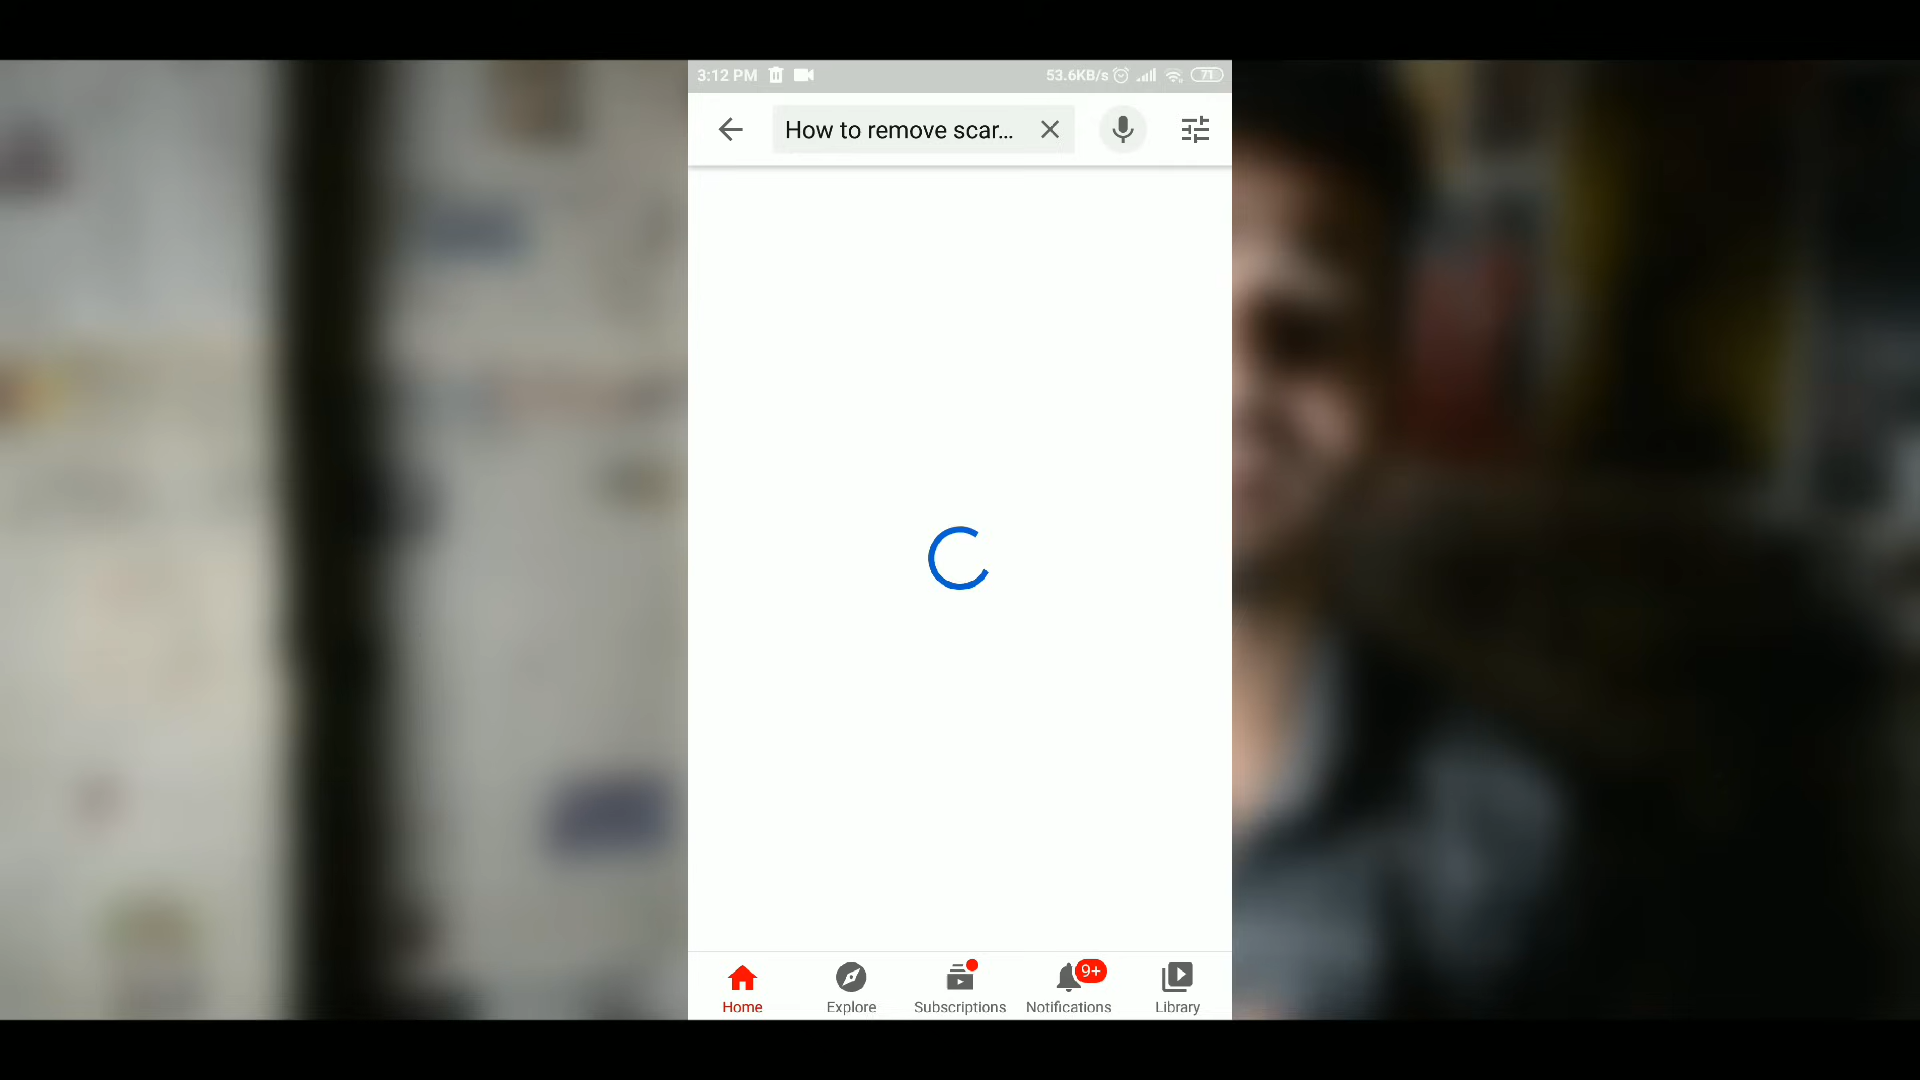 3:12 PM 53.6KB/s 71
How to remove scar...
9+
Home Explore Subscriptions Notifications Library